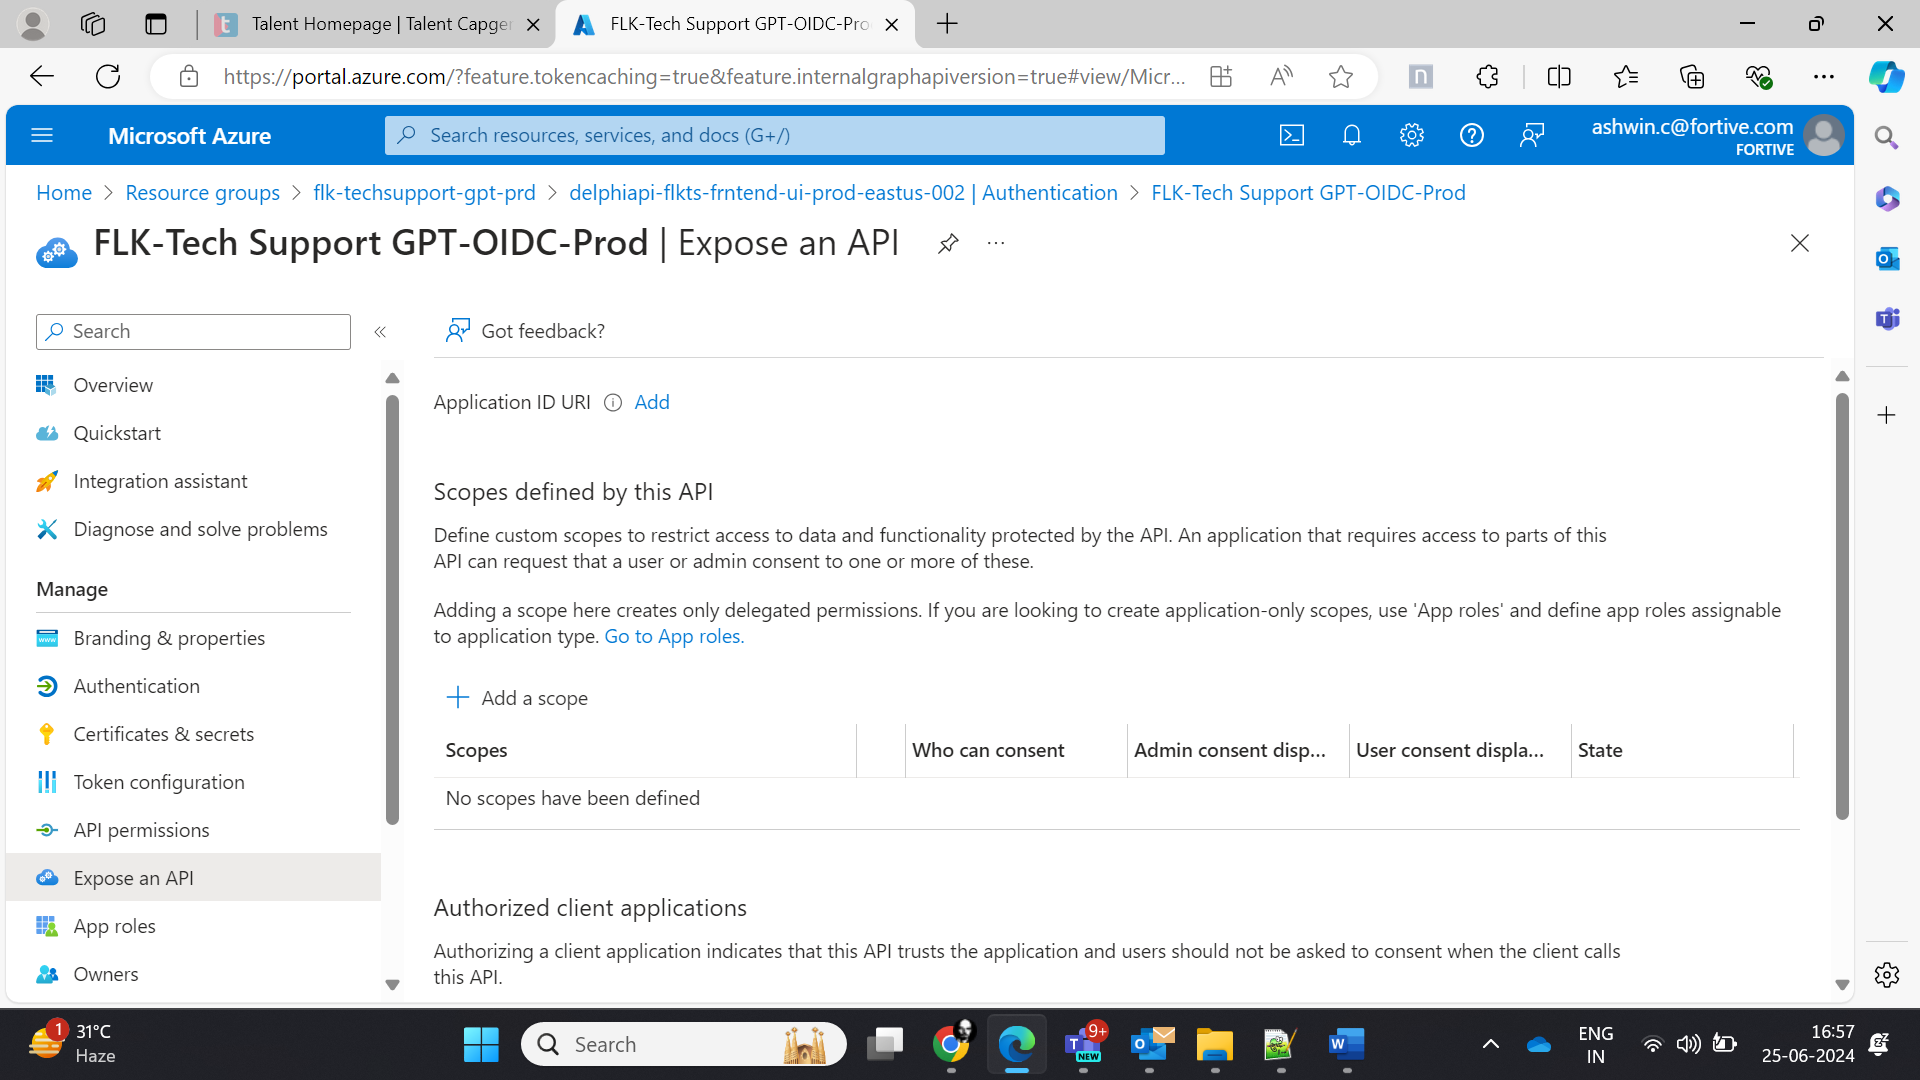 Talent Homepage | Talent Capger
FLK-Tech Support GPT-OIDC-Pro
https://portal.azure.com/?feature.tokencaching=true&feature.internalgraphapiversion=true#view/Micr...
Microsoft Azure
Search resources, services, and docs (G+/)
ashwin.c@fortive.com
FORTIVE
Home > Resource groups > flk-techsupport-gpt-prd > delphiapi-flkts-frntend-ui-prod-eastus-002 | Authentication > FLK-Tech Support GPT-OIDC-Prod
FLK-Tech Support GPT-OIDC-Prod | Expose an API
Search
Got feedback?
Overview
Quickstart
Integration assistant
Diagnose and solve problems
Manage
Branding & properties
Authentication
Certificates & secrets
Token configuration
API permissions
Expose an API
App roles
Owners
Application ID URI Add
Scopes defined by this API
Define custom scopes to restrict access to data and functionality protected by the API. An application that requires access to parts of this
API can request that a user or admin consent to one or more of these.
Adding a scope here creates only delegated permissions. If you are looking to create application-only scopes, use 'App roles' and define app roles assignable
to application type. Go to App roles.
Add a scope
Scopes Who can consent Admin consent disp... User consent displa... State
No scopes have been defined
Authorized client applications
Authorizing a client application indicates that this API trusts the application and users should not be asked to consent when the client calls
this API.
1
31°C
Haze
Search
9+
NEW
ENG
IN
16:57
25-06-2024